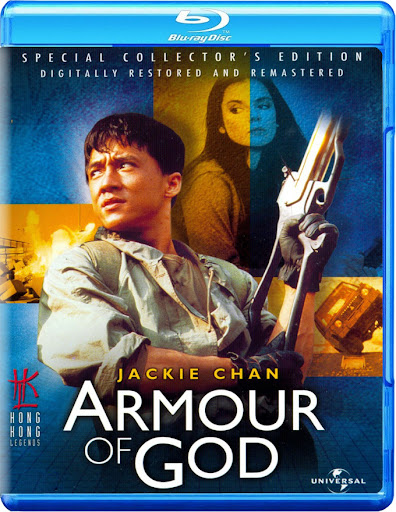 Blu-ray Disc
SPECIAL COLLECTOR'S EDITION
DIGITALLY RESTORED AND REMASTERED
JACKIE CHAN
ARMOUR
OF GOD
HK
HONG
KONG
LEGENDS
UNIVERSAL